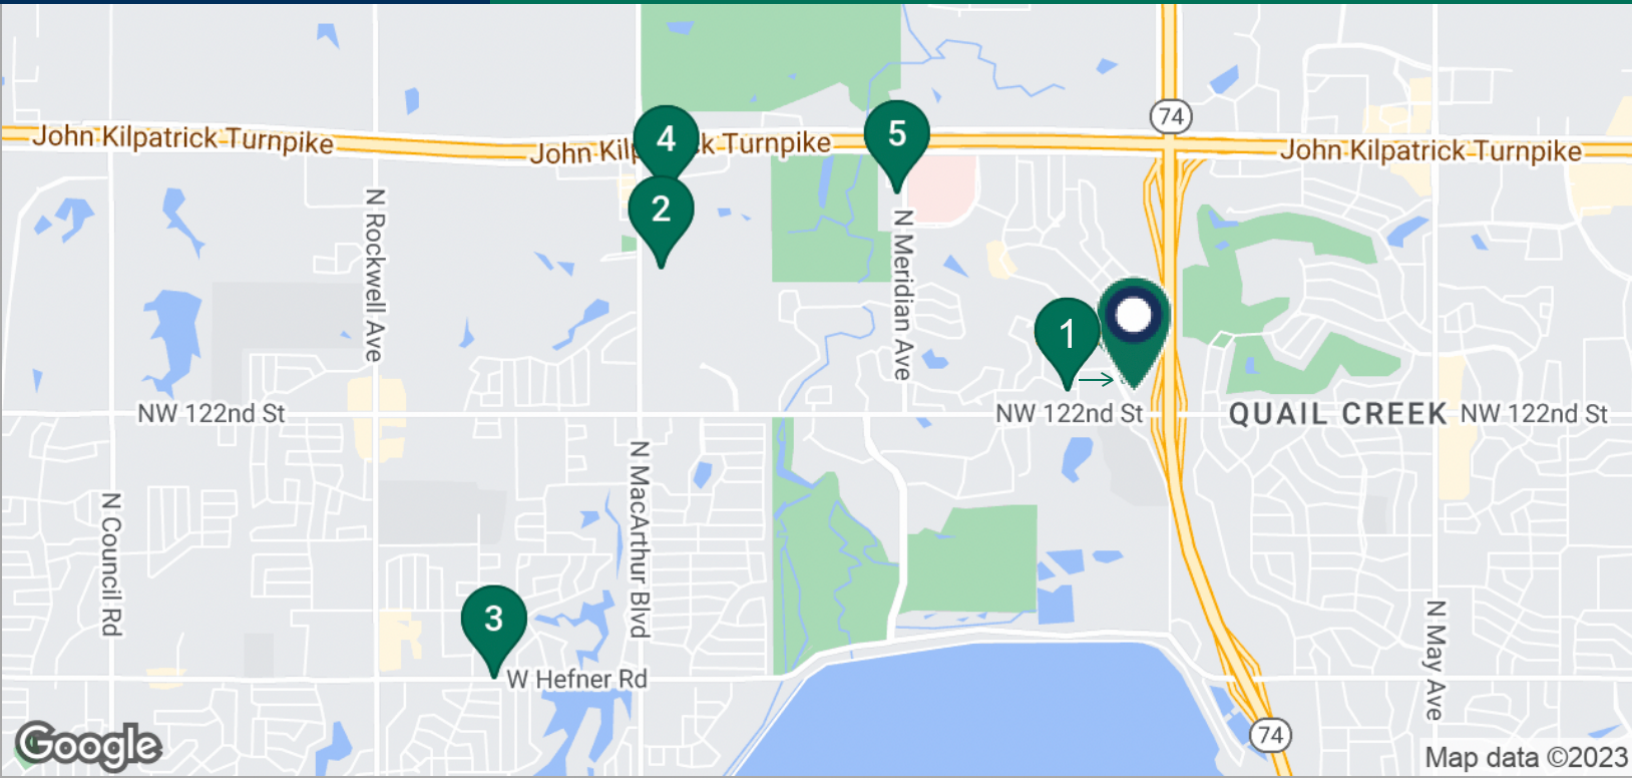 74
John Kilpatrick Turnpike
4
John Kilp
ck Turnpike
5
John Kilpatrick Turnpike
2
N Rockwell Ave
N Meridian Ave
1
NW 122nd St
NW 122nd St
QUAIL CREEK
NW 122nd St
N Council Rd
N MacArthur Blvd
3
W Hefner Rd
N May Ave
74
Google
Map data ©2023